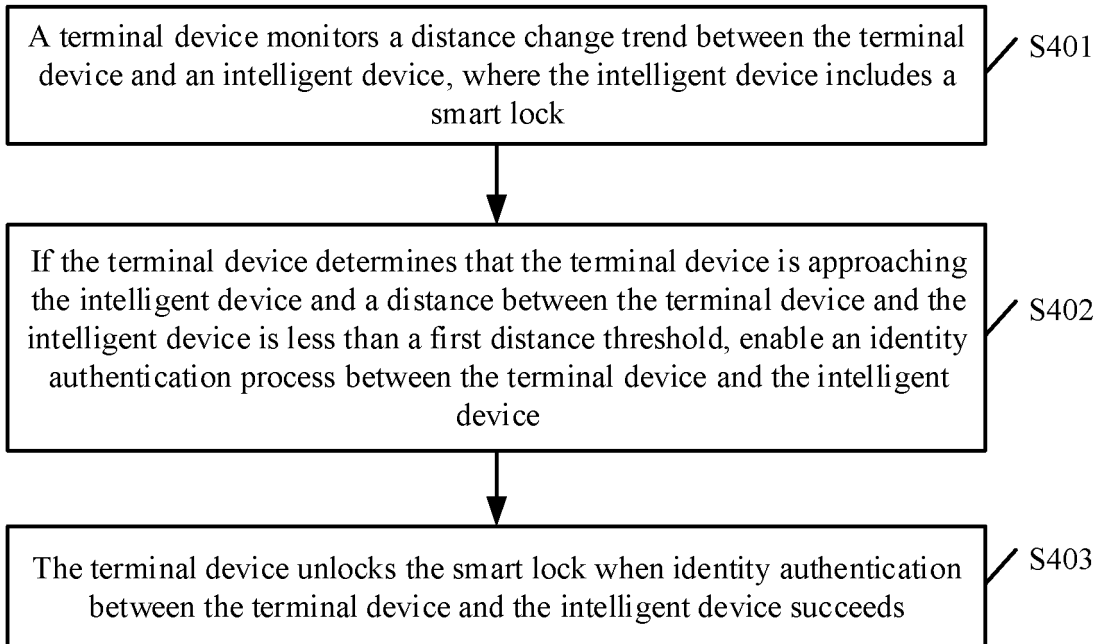 A terminal device monitors a distance change trend between the terminal
device and an intelligent device, where the intelligent device includes a
smart lock
S401
If the terminal device determines that the terminal device is approaching
the intelligent device and a distance between the terminal device and the
intelligent device is less than a first distance threshold, enable an identity
authentication process between the terminal device and the intelligent
device
S402
The terminal device unlocks the smart lock when identity authentication
between the terminal device and the intelligent device succeeds
S403